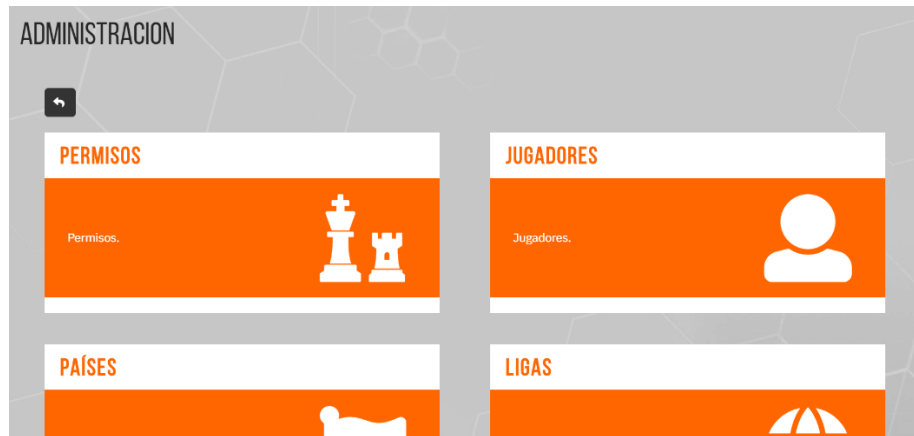 ADMINISTRACION
PERMISOS
JUGADORES
Permisos.
Jugadores.
PAÍSES
LIGAS